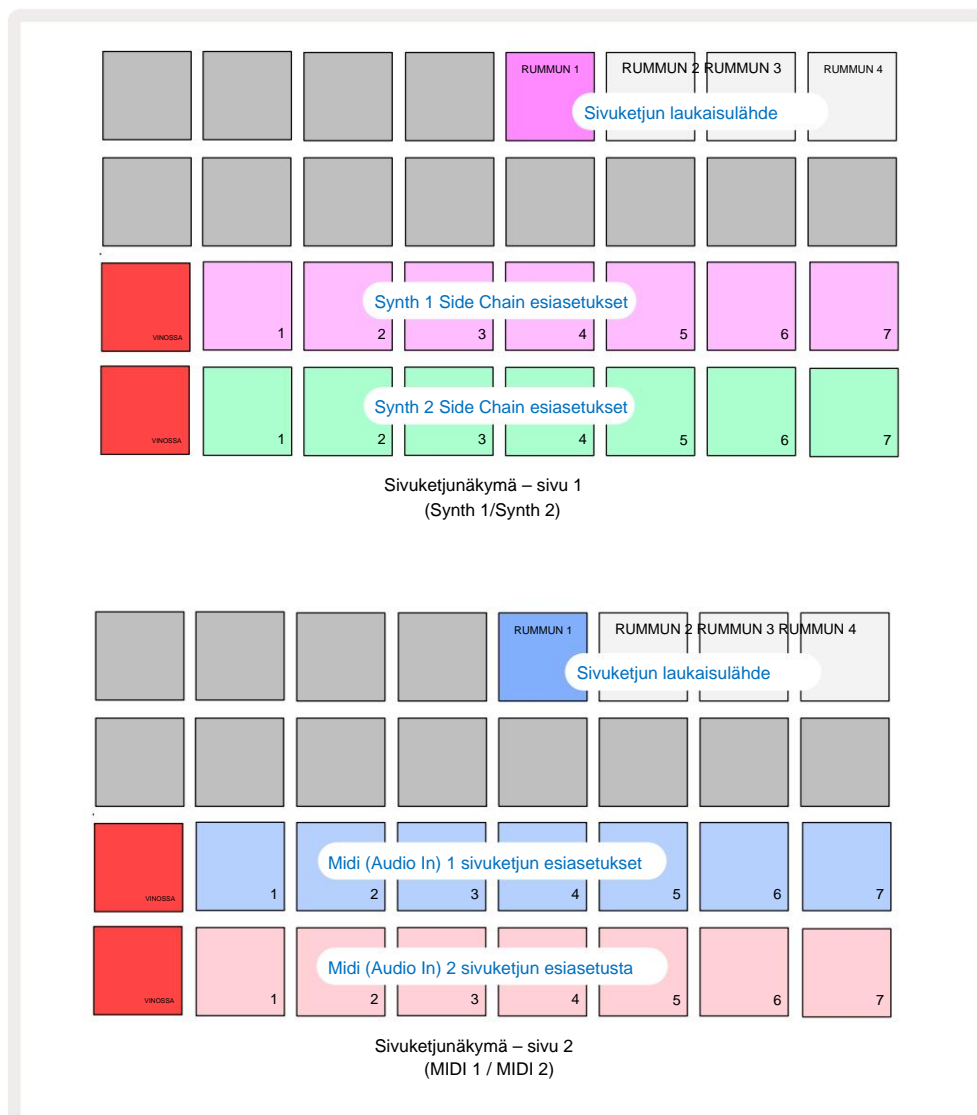 RUMMUN 1 RUMMUN 2 RUMMUN 3 RUMMUN 4
Sivuketjun laukaisulähde
Synth 1 Side Chain esiasetukset
VINOSSA 1 2 3 4 5 6 7
Synth 2 Side Chain esiasetukset
VINOSSA 1 2 3 4 5 6 7
Sivuketjunäkymä – sivu 1
(Synth 1/Synth 2)
RUMMUN 1 RUMMUN 2 RUMMUN 3 RUMMUN 4
Sivuketjun laukaisulähde
Midi (Audio In) 1 sivuketjun esiasetukset
VINOSSA 1 2 3 4 5 6 7
Midi (Audio In) 2 sivuketjun esiasetusta
VINOSSA 1 2 3 4 5 6 7
Sivuketjunäkymä – sivu 2
(MIDI 1 / MIDI 2)